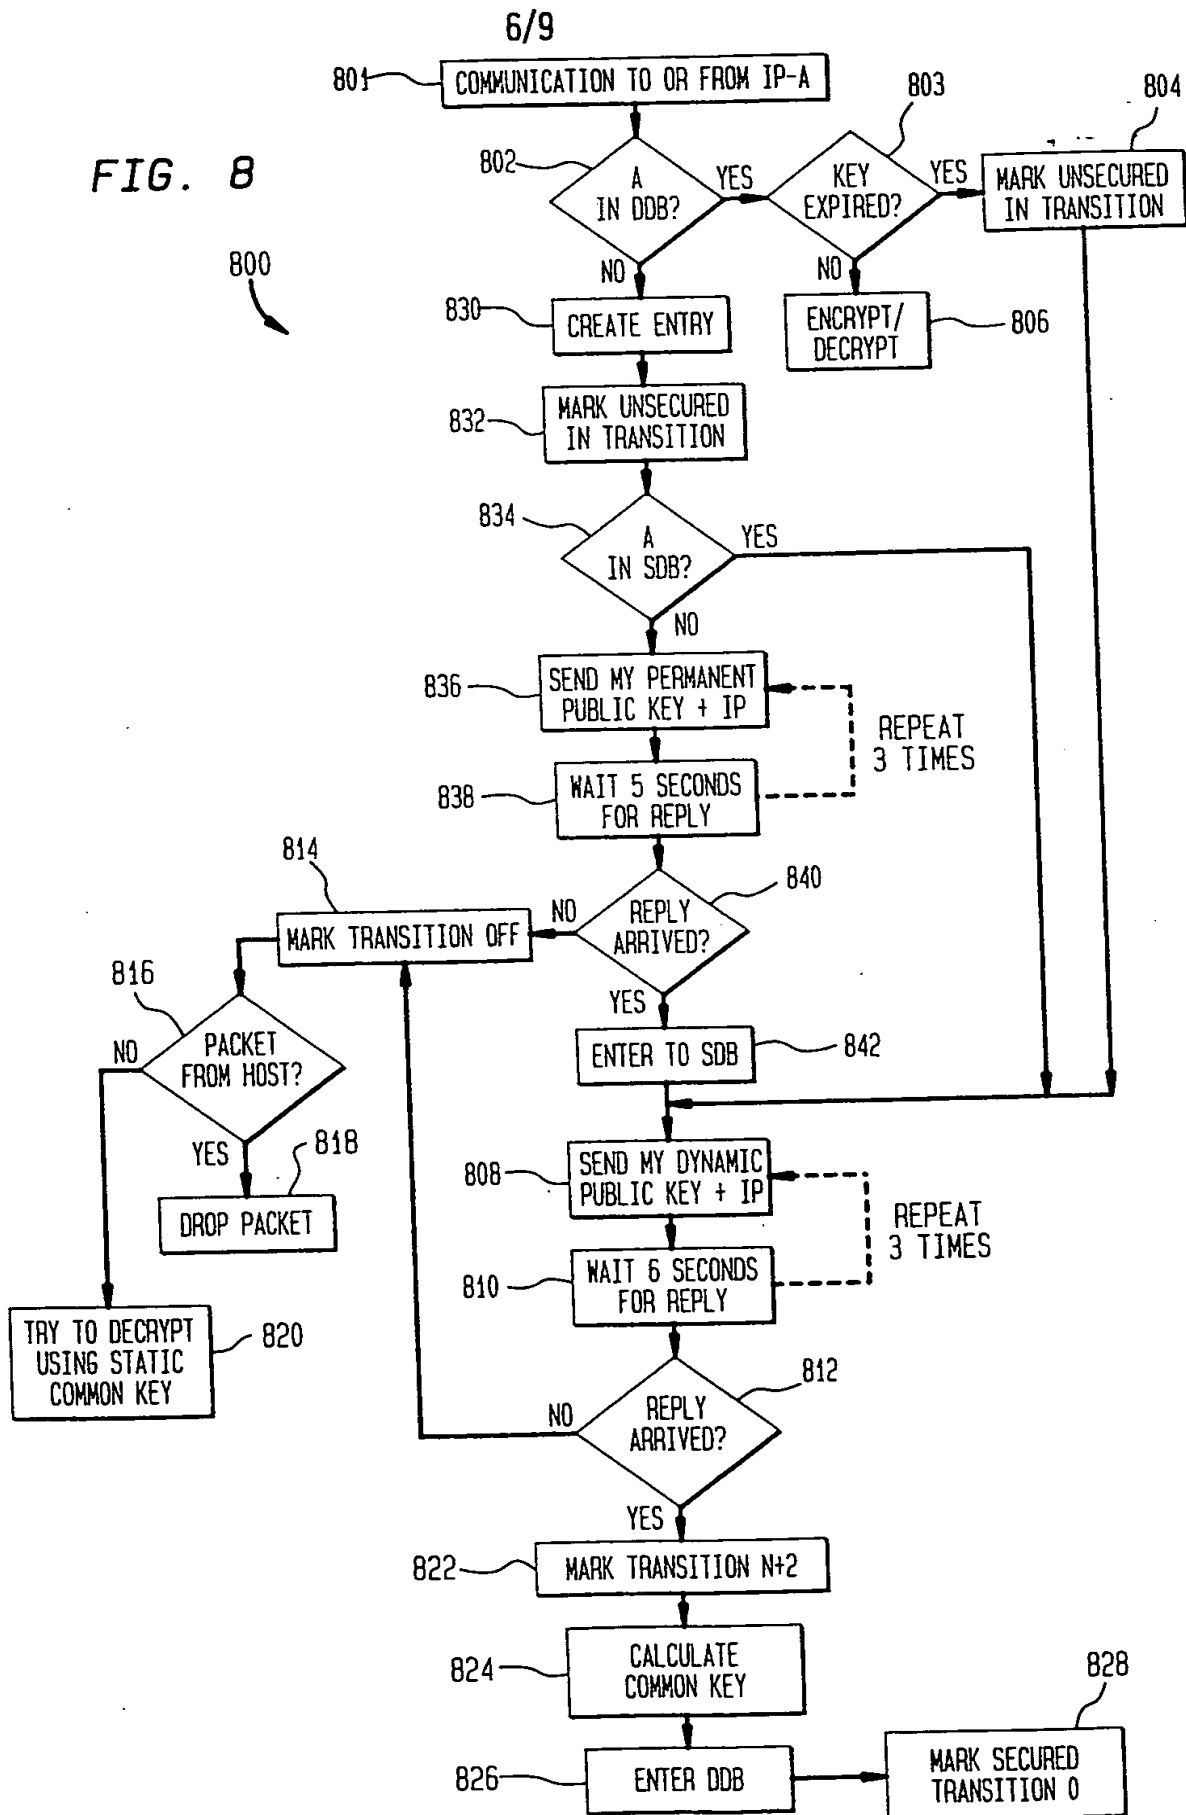 6/9
801
COMMUNICATION TO OR FROM IP-A
803
804
FIG. 8
802
A
IN DDB?
YES
KEY
EXPIRED?
YES
MARK UNSECURED
IN TRANSITION
800
NO
NO
830
CREATE ENTRY
ENCRYPT/
DECRYPT
806
832
MARK UNSECURED
IN TRANSITION
834
A
IN SDB?
YES
NO
836
SEND MY PERMANENT
PUBLIC KEY + IP
REPEAT
3 TIMES
838
WAIT 5 SECONDS
FOR REPLY
814
840
MARK TRANSITION OFF
NO
REPLY
ARRIVED?
816
YES
NO
PACKET
FROM HOST?
ENTER TO SDB
842
YES
818
DROP PACKET
808
SEND MY DYNAMIC
PUBLIC KEY + IP
REPEAT
3 TIMES
810
WAIT 6 SECONDS
FOR REPLY
TRY TO DECRYPT
USING STATIC
COMMON KEY
820
812
NO
REPLY
ARRIVED?
YES
822
MARK TRANSITION N+2
824
CALCULATE
COMMON KEY
828
826
ENTER DDB
MARK SECURED
TRANSITION 0